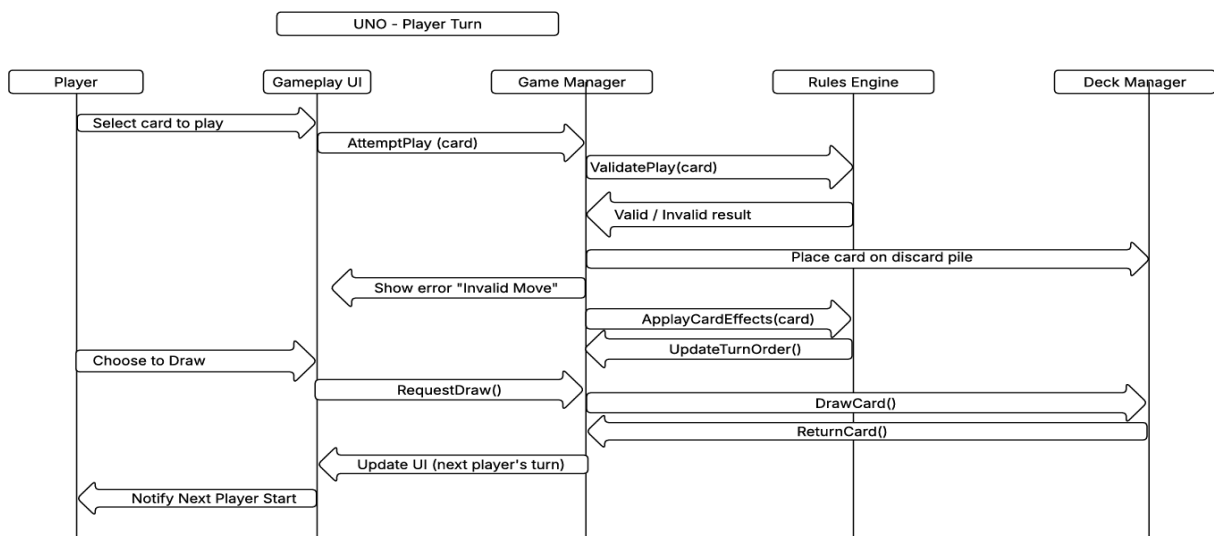 UNO - Player Turn
Player
Gameplay UI
Game Manager
Rules Engine
Deck Manager
Select card to play
AttemptPlay (card)
ValidatePlay(card)
Valid / Invalid result
Place card on discard pile
Show error "Invalid Move"
ApplayCardEffects(card)
UpdateTurnOrder()
Choose to Draw
RequestDraw()
DrawCard()
ReturnCard()
Update UI (next player's turn)
Notify Next Player Start